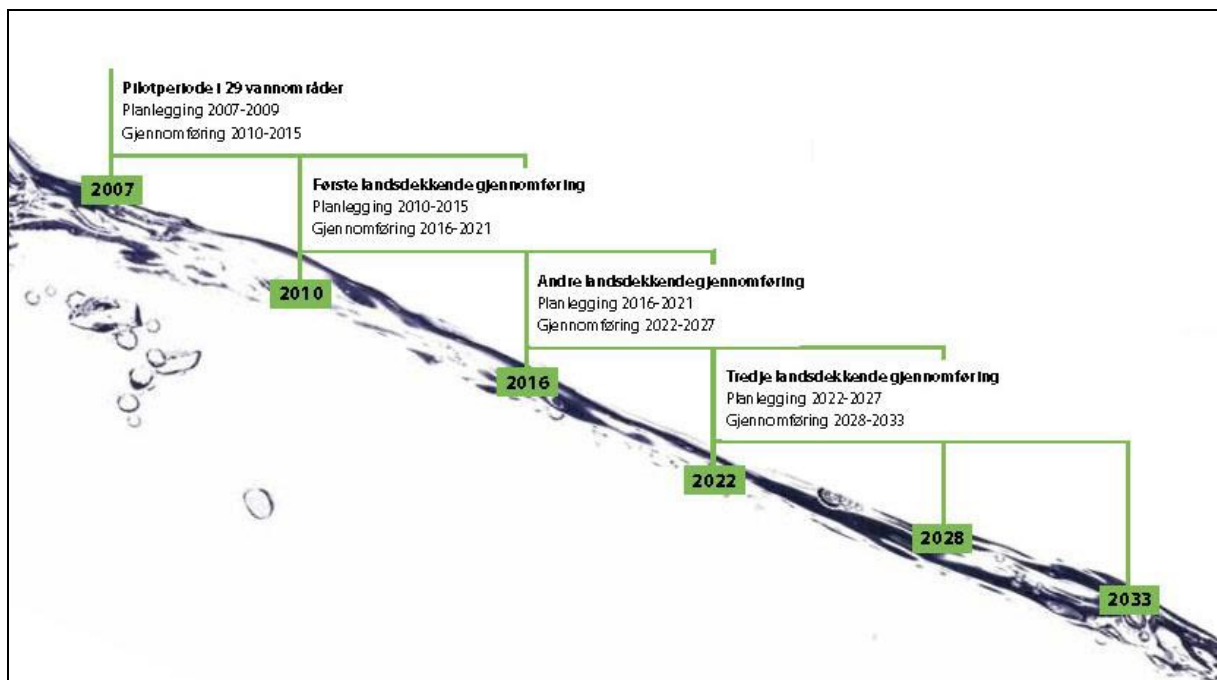 Pilotperiode i 29 vannområder
Planlegging 2007-2009
Gjennomføring 2010-2015
2007
Første landsdekkende gjennomføring
Planlegging 2010-2015
Gjennomføring 2016-2021
2010
Andre landsdekkende gjennomføring
Planlegging 2016-2021
Gjennomføring 2022-2027
2016
Tredje landsdekkende gjennomføring
Planlegging 2022-2027
Gjennomføring 2028-2033
2022
2028
2033